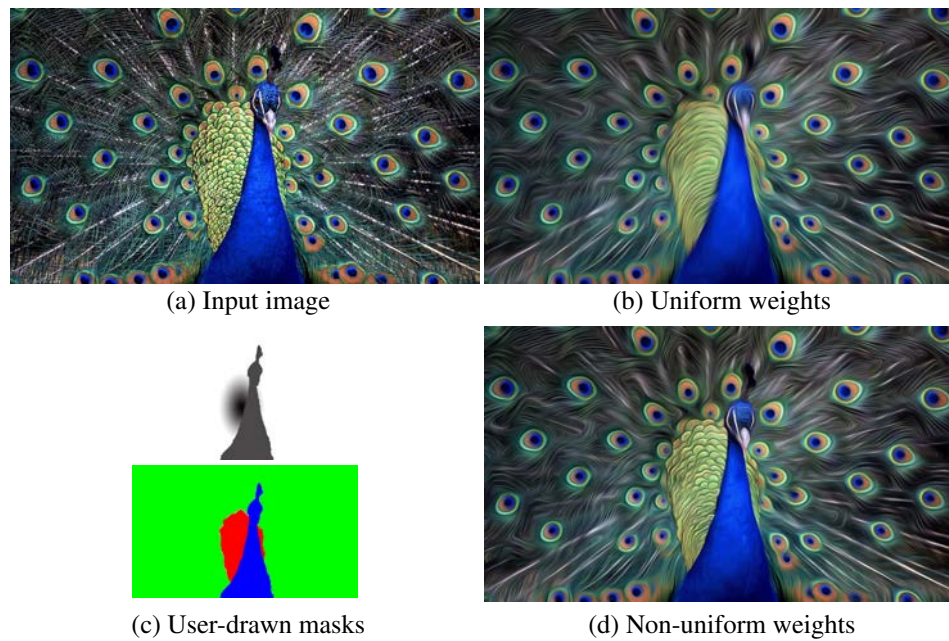 (a) Input image
(b) Uniform weights
(c) User-drawn masks
(d) Non-uniform weights